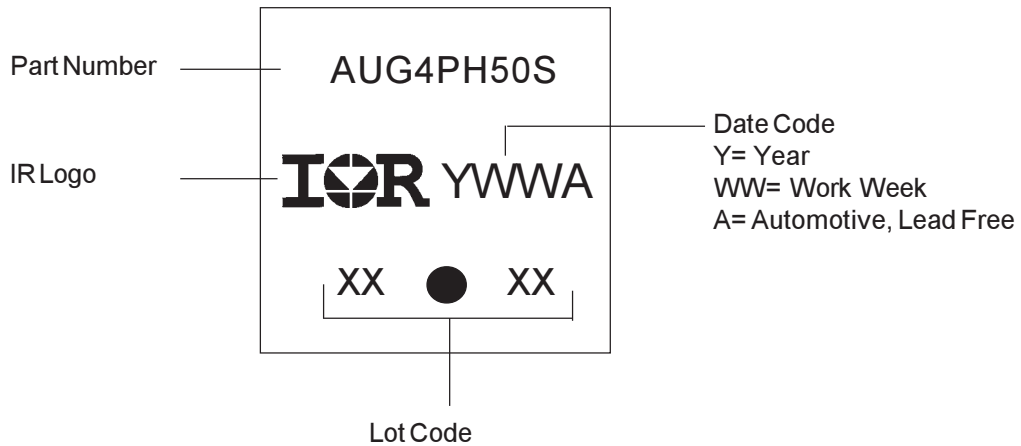 Part Number
AUG4PH50S
IR Logo
IOR YWWA
Date Code
Y= Year
WW= Work Week
A= Automotive, Lead Free
XX ● XX
Lot Code